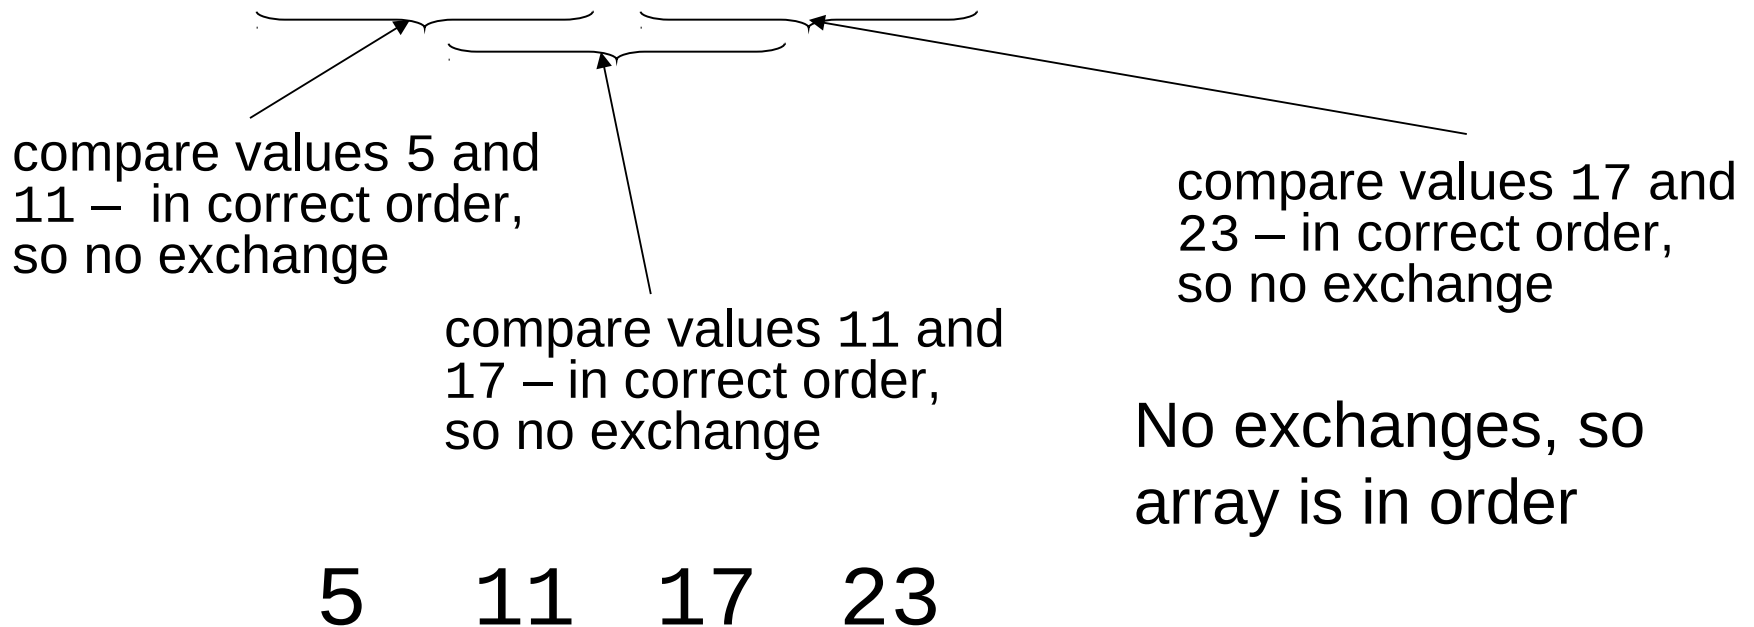 compare values 5 and
11 – in correct order,
so no exchange
compare values 17 and
23 – in correct order,
so no exchange
compare values 11 and
17 – in correct order,
so no exchange
No exchanges, so
array is in order
5 11 17 23